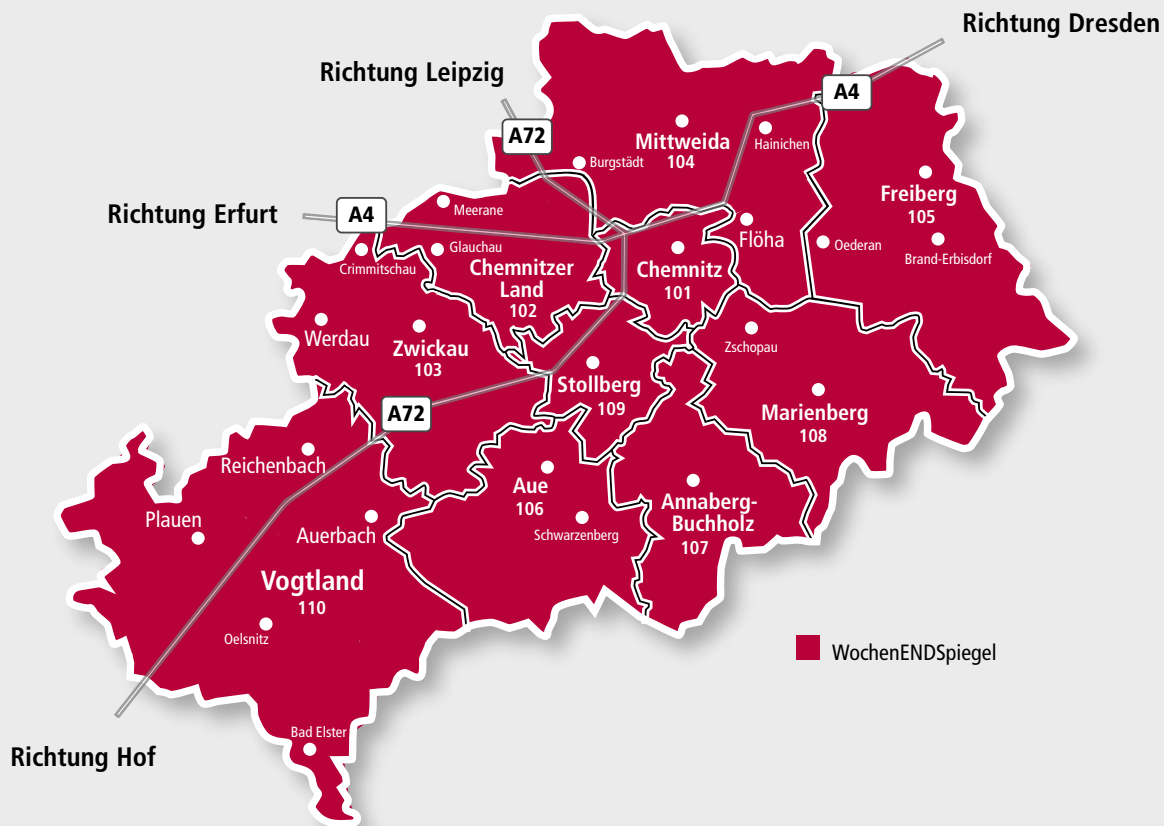 Richtung Dresden
Richtung Leipzig
A4
A72
Mittweida
104
Hainichen
Burgstädt
Freiberg
105
Richtung Erfurt
A4
Meerane
Flöha
Oederan
Brand-Erbisdorf
Crimmitschau
Glauchau
Chemnitzer
Land
102
Chemnitz
101
Werdau
Zwickau
103
Zschopau
Stollberg
109
Marienberg
108
A72
Reichenbach
Aue
106
Annaberg-
Buchholz
107
Plauen
Auerbach
Schwarzenberg
Vogtland
110
Oelsnitz
WochenENDSpiegel
Bad Elster
Richtung Hof